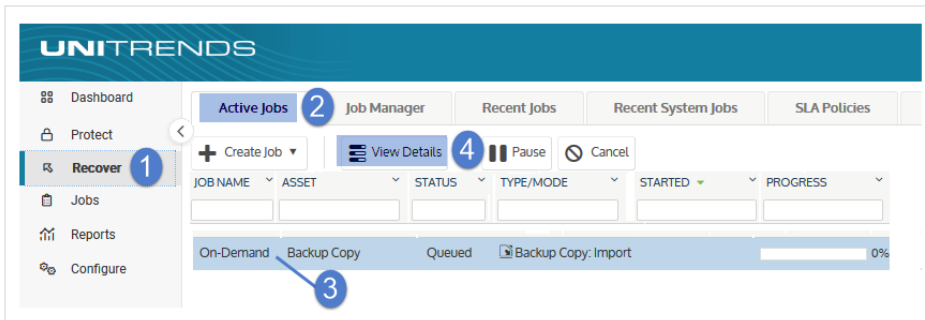 UNITRENDS
Dashboard
Protect
Recover 1
Jobs
Reports
Configure
Active Jobs 2 Job Manager Recent Jobs Recent System Jobs SLA Policies
Create Job View Details 4 Pause Cancel
JOB NAME ASSET STATUS TYPE/MODE STARTED PROGRESS
On-Demand Backup Copy Queued Backup Copy: Import 0%
3